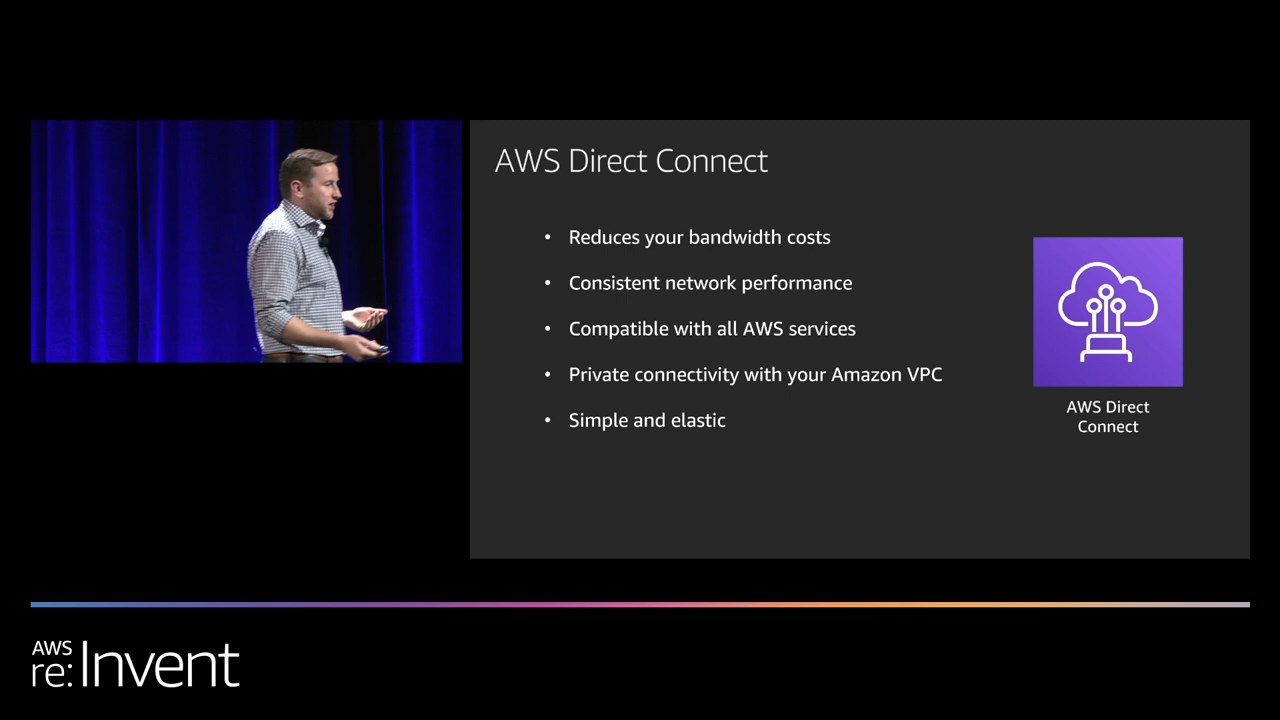 AWS Direct Connect
• Reduces your bandwidth costs
• Consistent network performance
• Compatible with all AWS services
• Private connectivity with your Amazon VPC
• Simple and elastic
AWS Direct
Connect
AWS
re:Invent